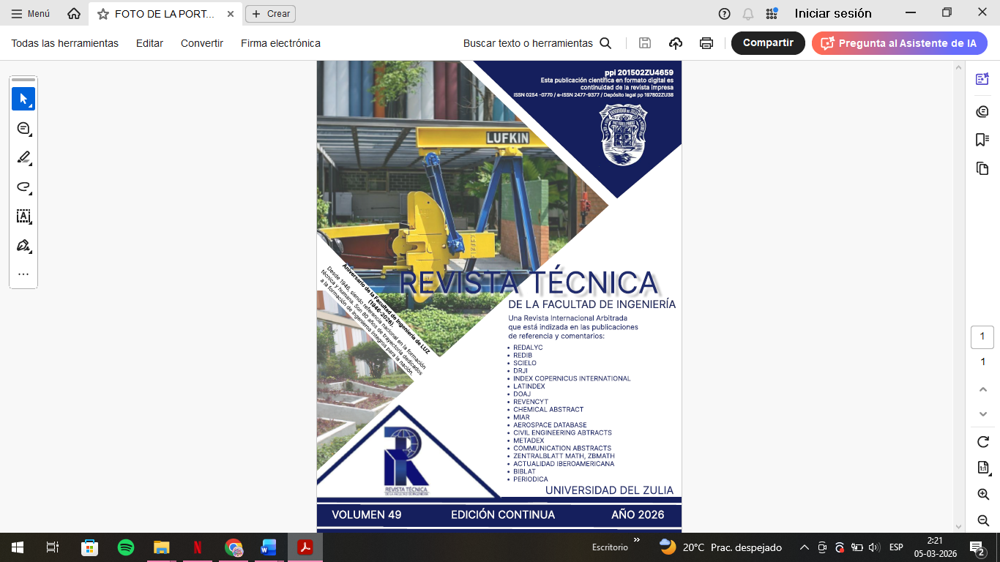 Menú
FOTO DE LA PORT...
Crear
Iniciar sesión
Todas las herramientas
Editar
Convertir
Firma electrónica
Buscar texto o herramientas
Compartir
Pregunta al Asistente de IA
ppi 201502ZU4659
Esta publicación científica en formato digital es
continuidad de la revista impresa
ISSN 0254 -0770 / e-ISSN 2477-9377 / Depósito legal pp 197802ZU38
LUFKIN
Aniversario de la Facultad de Ingeniería de LUZ
(1946-2026).
Desde 1946, siendo referencia nacional en la formación
técnica y humana. Son 80 años de trayectoria dedicados
a la formación de ingenieros íntegros para la nación.
REVISTA TÉCNICA
DE LA FACULTAD DE INGENIERÍA
Una Revista Internacional Arbitrada
que está indizada en las publicaciones
de referencia y comentarios:
• REDALYC
• REDIB
• SCIELO
• DRJI
• INDEX COPERNICUS INTERNATIONAL
• LATINDEX
• DOAJ
• REVENCYT
• CHEMICAL ABSTRACT
• MIAR
• AEROSPACE DATABASE
• CIVIL ENGINEERING ABTRACTS
• METADEX
• COMMUNICATION ABSTRACTS
• ZENTRALBLATT MATH, ZBMATH
• ACTUALIDAD IBEROAMERICANA
• BIBLAT
• PERIODICA
REVISTA TÉCNICA
DE LA FACULTAD DE INGENIERÍA
UNIVERSIDAD DEL ZULIA
VOLUMEN 49
EDICIÓN CONTINUA
AÑO 2026
1
1
1:1
Escritorio
20°C Prac. despejado
ESP
2:21
05-03-2026
2